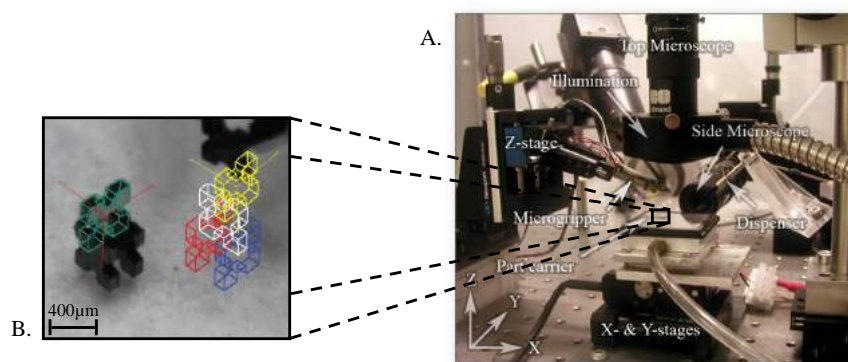 A.
Top Microscope
Illumination
Side Microscope
Z-stage
Microgripper
Dispenser
Part carrier
Z
Y
X
X- & Y-stages
400µm
B.